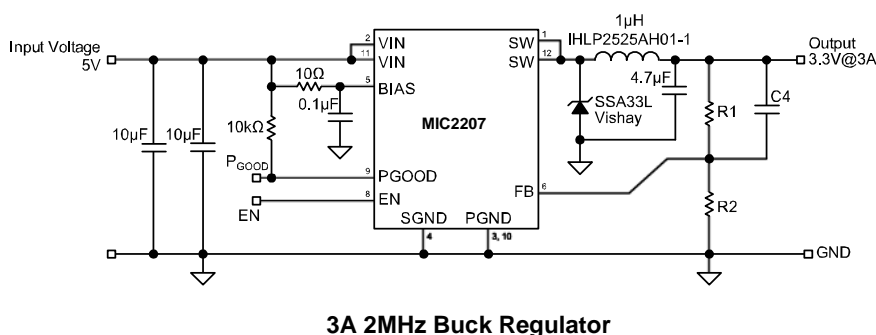 Input Voltage
5V
10µF
10µF
10Ω
0.1µF
10kΩ
PGOOD
EN
2
11
5
9
8
VIN
VIN
BIAS
PGOOD
EN
MIC2207
SGND
4
PGND
3, 10
SW
SW
FB
1
12
6
1µH
IHLP2525AH01-1
4.7µF
SSA33L
Vishay
R1
C4
R2
Output
3.3V@3A
GND
3A 2MHz Buck Regulator